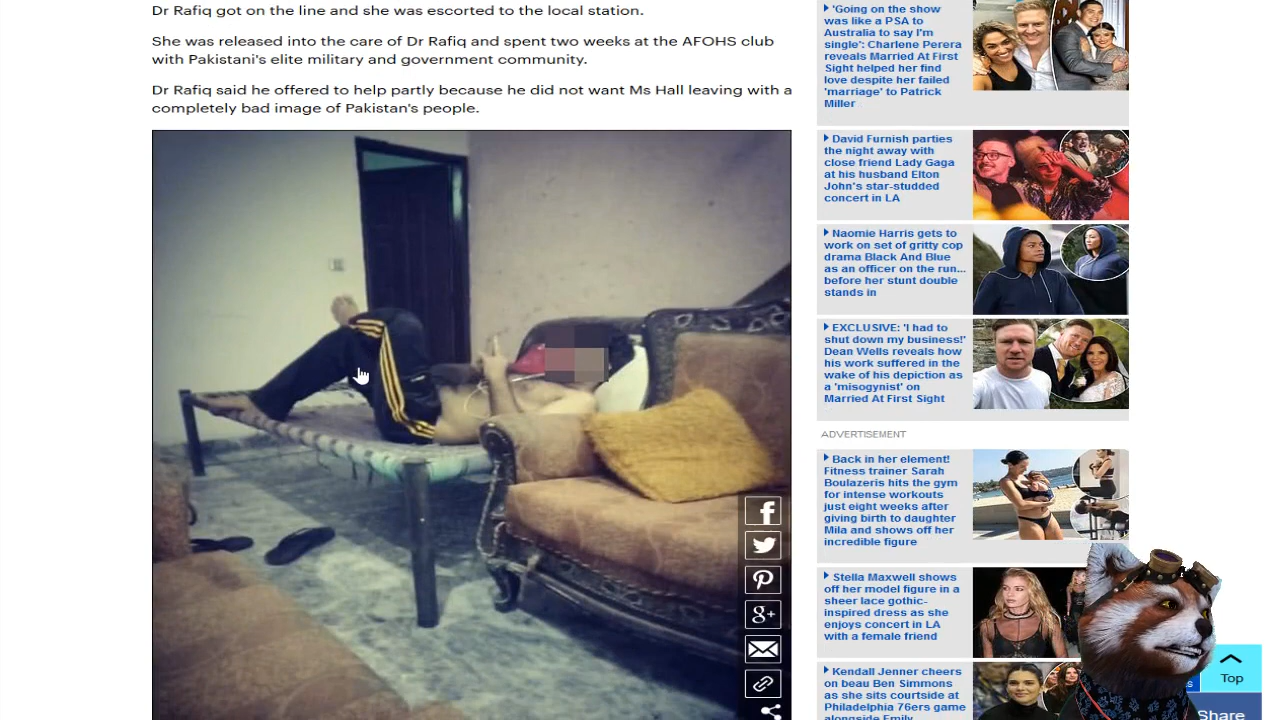 Dr Rafiq got on the line and she was escorted to the local station.
She was released into the care of Dr Rafiq and spent two weeks at the AFOHS club
with Pakistani's elite military and government community.
Dr Rafiq said he offered to help partly because he did not want Ms Hall leaving with a
completely bad image of Pakistan's people.
'Going on the show
was like a PSA to
Australia to say I'm
single': Charlene Perera
reveals Married At First
Sight helped her find
love despite her failed
'marriage' to Patrick
Miller
David Furnish parties
the night away with
close friend Lady Gaga
at his husband Elton
John's star-studded
concert in LA
Naomie Harris gets to
work on set of gritty cop
drama Black And Blue
as an officer on the run...
before her stunt double
stands in
EXCLUSIVE: 'I had to
shut down my business!'
Dean Wells reveals how
his work suffered in the
wake of his depiction as
a 'misogynist' on
Married At First Sight
ADVERTISEMENT
Back in her element!
Fitness trainer Sarah
Boulazeris hits the gym
for intense workouts
just eight weeks after
giving birth to daughter
Mila and shows off her
incredible figure
Stella Maxwell shows
off her model figure in a
sheer lace gothic-
inspired dress as she
enjoys concert in LA
with a female friend
Kendall Jenner cheers
on beau Ben Simmons
as she sits courtside at
Philadelphia 76ers game
alongside Emily
Top
Share